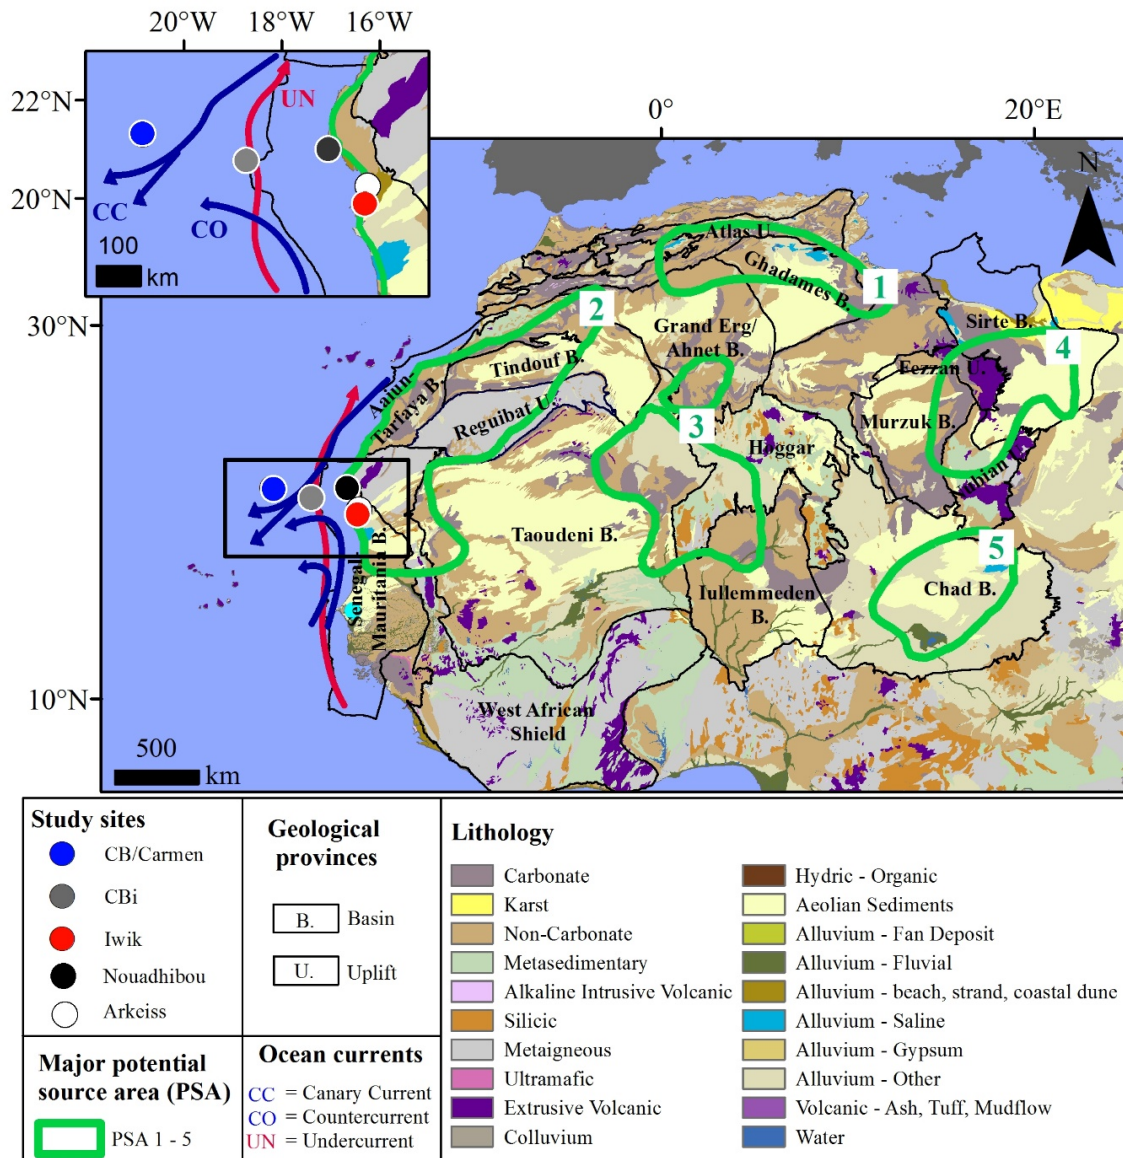 20°W 18°W 16°W
22°N
20°N
UN
CC
CO
100
km
0° 20°E
N
30°N
10°N
Atlas U.
Ghadames B.
1
2
Grand Erg/
Ahnet B.
Sirte B.
4
Fezzan U.
Tindouf B.
Aaiun-
Tarfaya B.
Reguibat U.
3
Murzuk B.
Hoggar
Taoudeni B.
5
Chad B.
Senegal-
Mauritania B.
Iullemmeden
B.
West African
Shield
500
km
Study sites
CB/Carmen
CBi
Iwik
Nouadhibou
Arkeiss
Geological
provinces
B. Basin
U. Uplift
Major potential
source area (PSA)
PSA 1 - 5
Ocean currents
CC = Canary Current
CO = Countercurrent
UN = Undercurrent
Lithology
Carbonate
Karst
Non-Carbonate
Metasedimentary
Alkaline Intrusive Volcanic
Silicic
Metaigneous
Ultramafic
Extrusive Volcanic
Colluvium
Hydric - Organic
Aeolian Sediments
Alluvium - Fan Deposit
Alluvium - Fluvial
Alluvium - beach, strand, coastal dune
Alluvium - Saline
Alluvium - Gypsum
Alluvium - Other
Volcanic - Ash, Tuff, Mudflow
Water